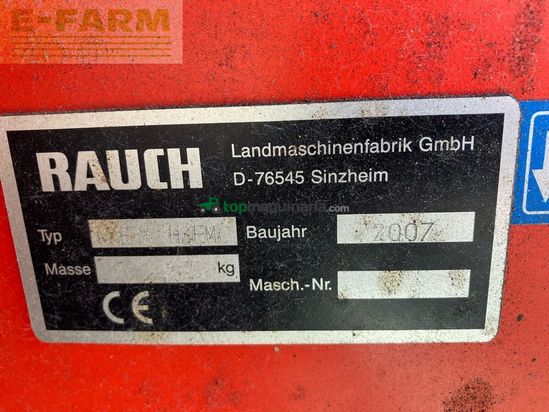 E-FARM
RAUCH
Landmaschinenfabrik GmbH
D-76545 Sinzheim
topmaquinaria.com
Typ
Baujahr 2007
Masse kg
Masch.-Nr.
CE